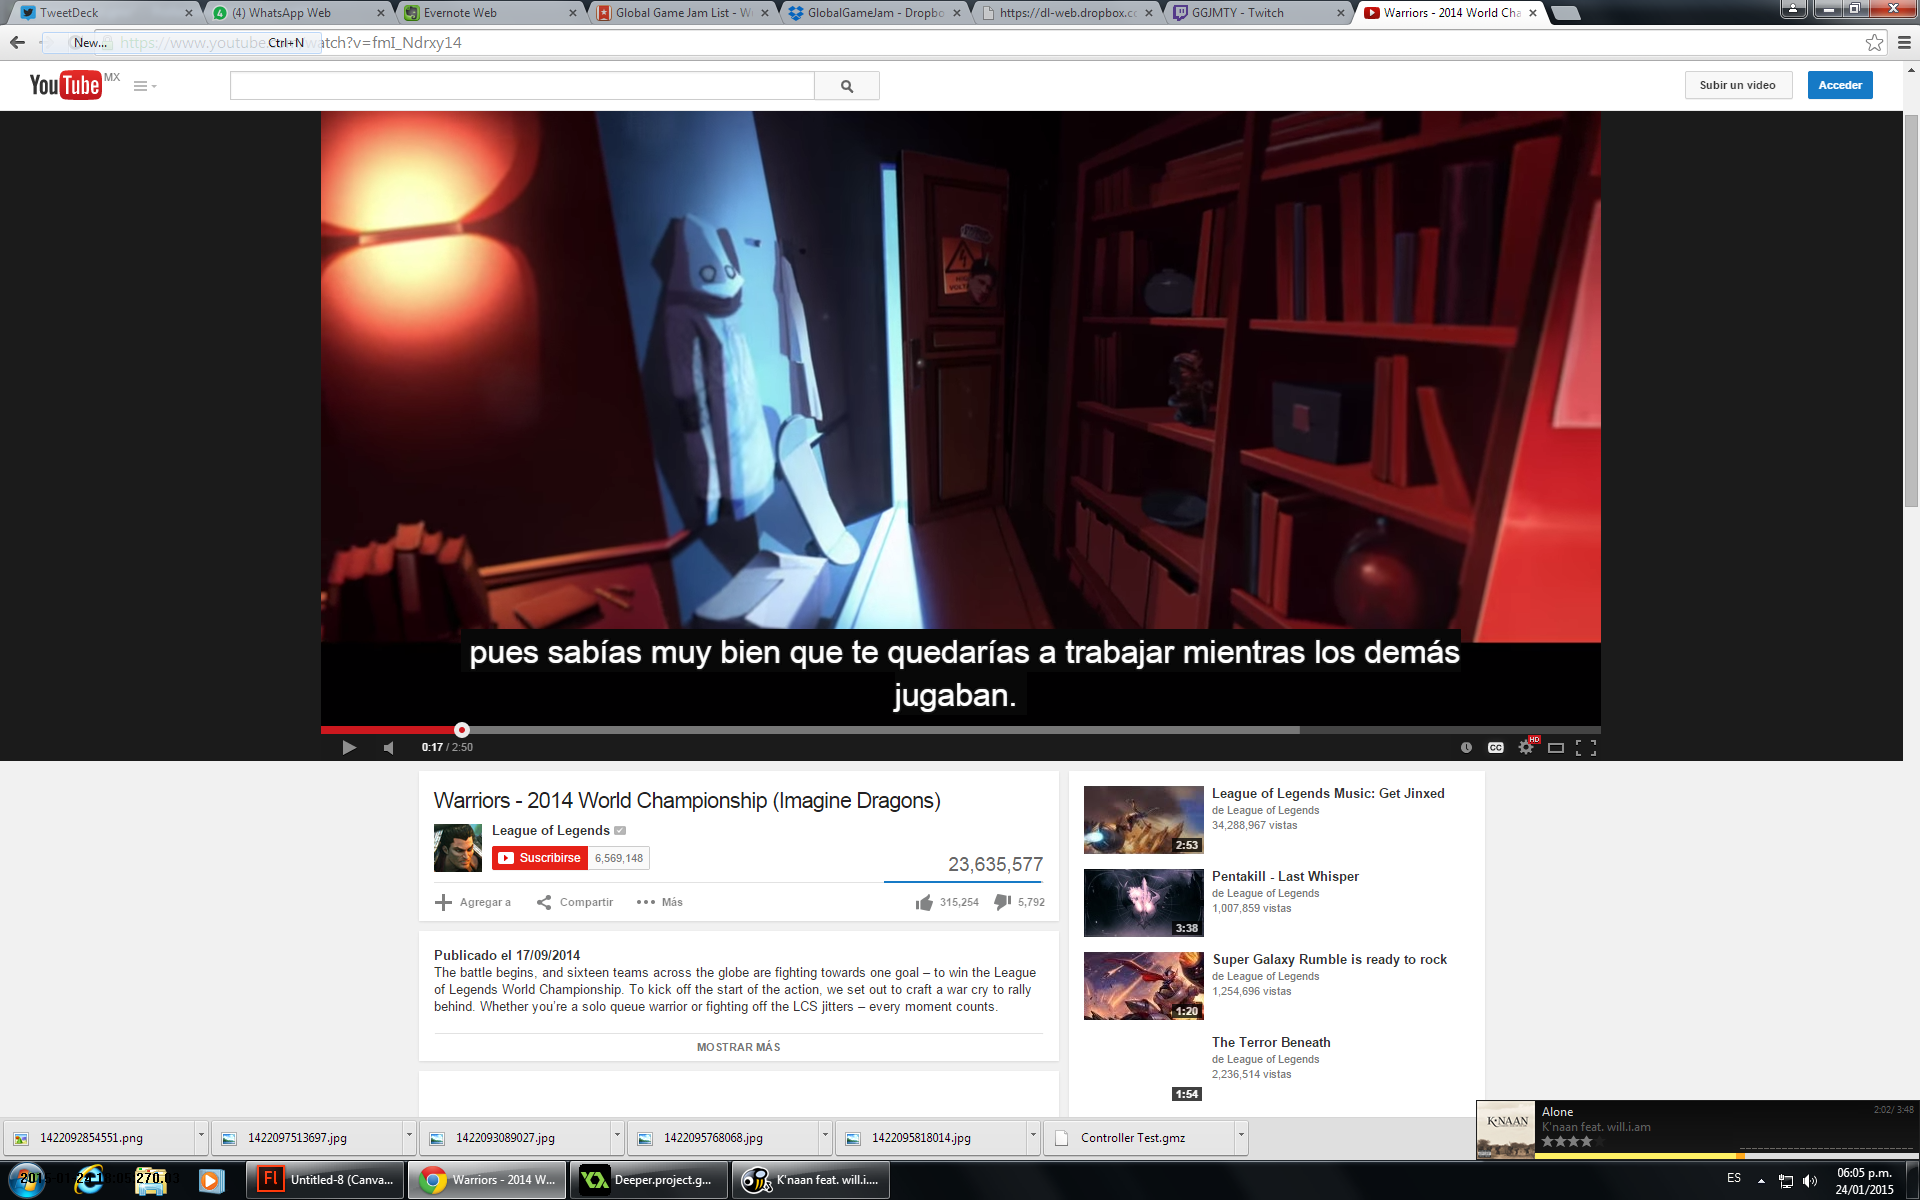 TweetDeck
(4) WhatsApp Web
Evernote Web
Global Game Jam List - W
GlobalGameJam - Dropbo
https://dl-web.dropbox.c
GGJMTY - Twitch
Warriors - 2014 World Cha
New... Ctrl+N
https://www.youtube watch?v=fmI_Ndrxy14
YouTube MX
Subir un video
Acceder
pues sabías muy bien que te quedarías a trabajar mientras los demás
jugaban.
0:17 / 2:50
CC
HD
Warriors - 2014 World Championship (Imagine Dragons)
League of Legends
Suscribirse 6,569,148
23,635,577
Agregar a
Compartir
Más
315,254
5,792
Publicado el 17/09/2014
The battle begins, and sixteen teams across the globe are fighting towards one goal – to win the League
of Legends World Championship. To kick off the start of the action, we set out to craft a war cry to rally
behind. Whether you're a solo queue warrior or fighting off the LCS jitters – every moment counts.
MOSTRAR MÁS
League of Legends Music: Get Jinxed
de League of Legends
34,288,967 vistas
2:53
Pentakill - Last Whisper
de League of Legends
1,007,859 vistas
3:38
Super Galaxy Rumble is ready to rock
de League of Legends
1,254,696 vistas
1:20
The Terror Beneath
de League of Legends
2,236,514 vistas
1:54
1422092854551.png
1422097513697.jpg
1422093089027.jpg
1422095768068.jpg
1422095818014.jpg
Controller Test.gmz
K'NAAN
Alone
2:02/ 3:48
K'naan feat. will.i.am
Fl
Untitled-8 (Canva...
Warriors - 2014 W...
Deeper.project.g...
K'naan feat. will.i....
ES
06:05 p.m.
24/01/2015